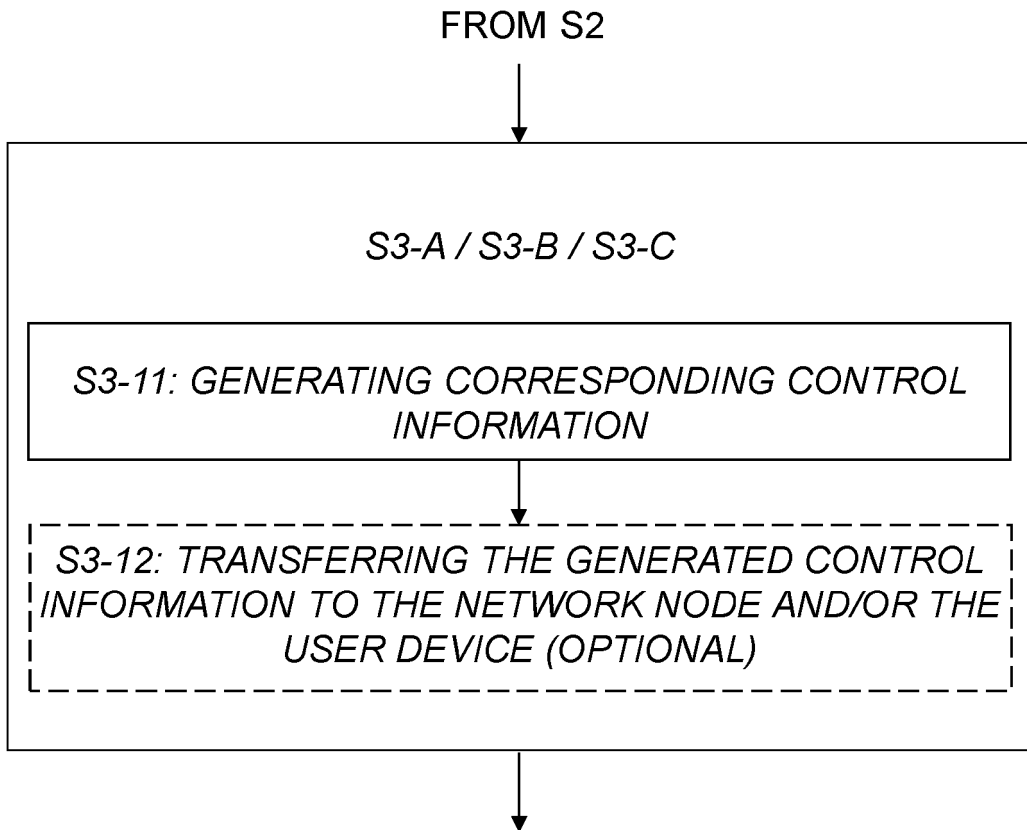 FROM S2
S3-A / S3-B / S3-C
S3-11: GENERATING CORRESPONDING CONTROL
INFORMATION
S3-12: TRANSFERRING THE GENERATED CONTROL
INFORMATION TO THE NETWORK NODE AND/OR THE
USER DEVICE (OPTIONAL)